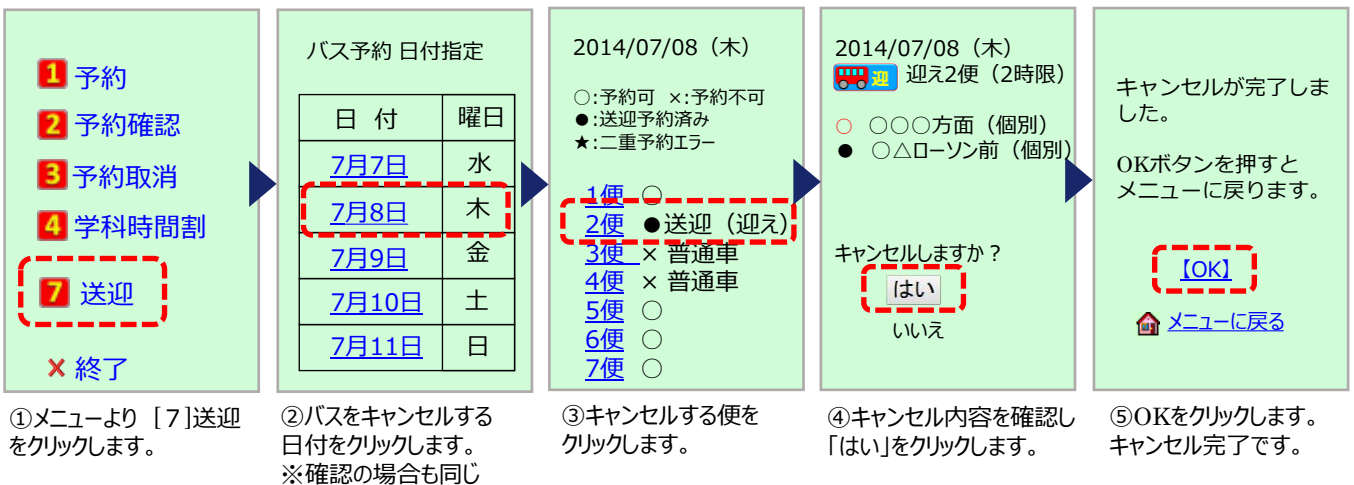 1 予約
2 予約確認
3 予約取消
4 学科時間割
7 送迎
× 終了
①メニューより [7]送迎
をクリックします。
バス予約 日付指定
日 付 曜日
7月7日 水
7月8日 木
7月9日 金
7月10日 土
7月11日 日
②バスをキャンセルする
日付をクリックします。
※確認の場合も同じ
2014/07/08（木）
○:予約可 ×:予約不可
●:送迎予約済み
★:二重予約エラー
1便 ○
2便 ●送迎（迎え）
3便 × 普通車
4便 × 普通車
5便 ○
6便 ○
7便 ○
③キャンセルする便を
クリックします。
2014/07/08（木）
迎 迎え2便（2時限）
○ ○○○方面（個別）
● ○△ローソン前（個別）
キャンセルしますか？
はい
いいえ
④キャンセル内容を確認し
「はい」をクリックします。
キャンセルが完了しま
した。
OKボタンを押すと
メニューに戻ります。
【OK】
メニューに戻る
⑤OKをクリックします。
キャンセル完了です。